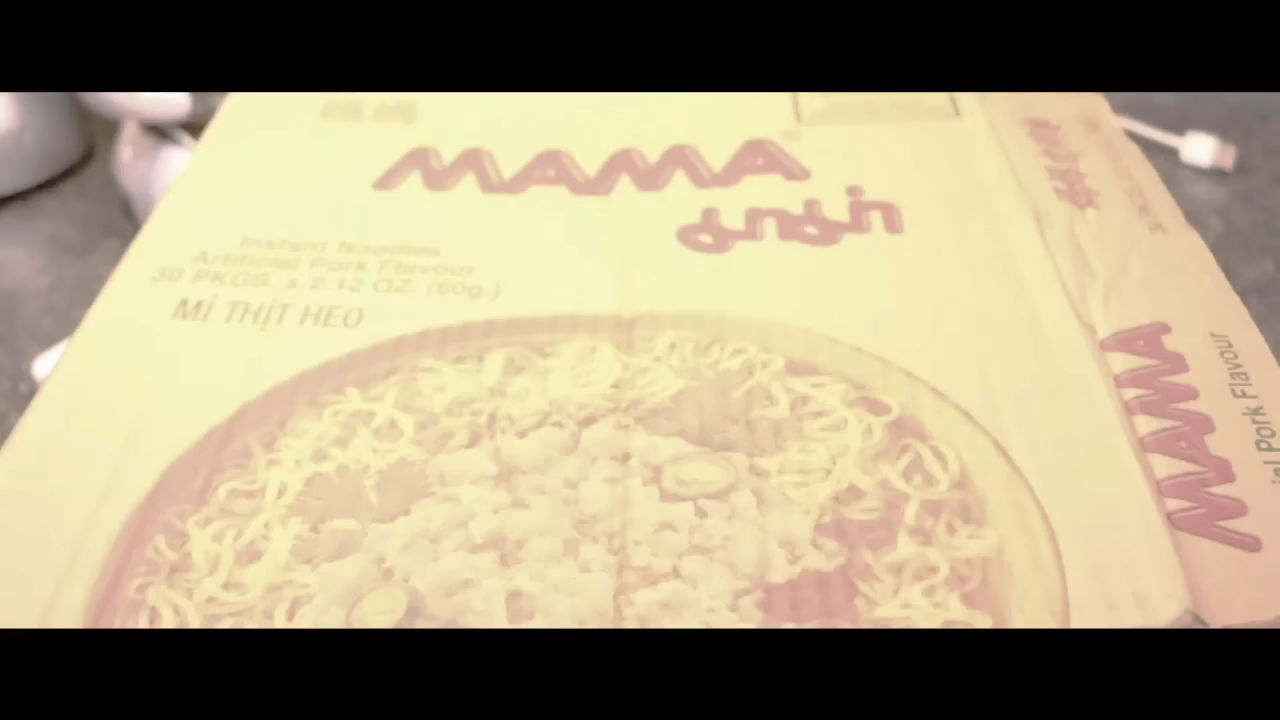 MAMA
มาม่า
Instant Noodles
Artificial Pork Flavour
30 PKGS. x 2.12 OZ. (60g.)
MÌ THỊT HEO
MAMA
Pork Flavour